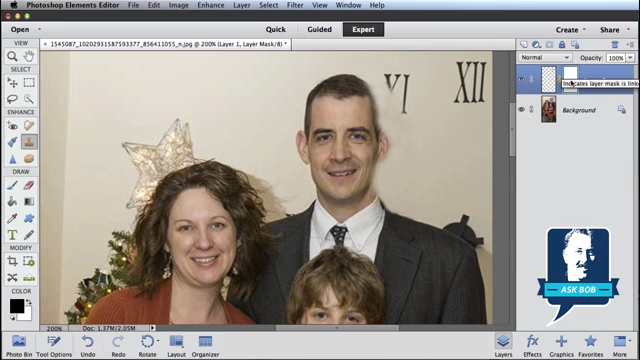 Photoshop Elements Editor File Edit Image Enhance Layer Select Filter View Window Help
Open Quick Guided Expert Create Share
1545087_10202931587593377_856411055_n.jpg @ 200% (Layer 1, Layer Mask/8) *
VIEW
SELECT
ENHANCE
DRAW
MODIFY
COLOR
VI XII
Normal Opacity: 100%
Indicates layer mask is linke
Background
ASK BOB
200% Doc: 1.37M/2.05M
Photo Bin Tool Options Undo Redo Rotate Layout Organizer Layers Effects Graphics Favorites More